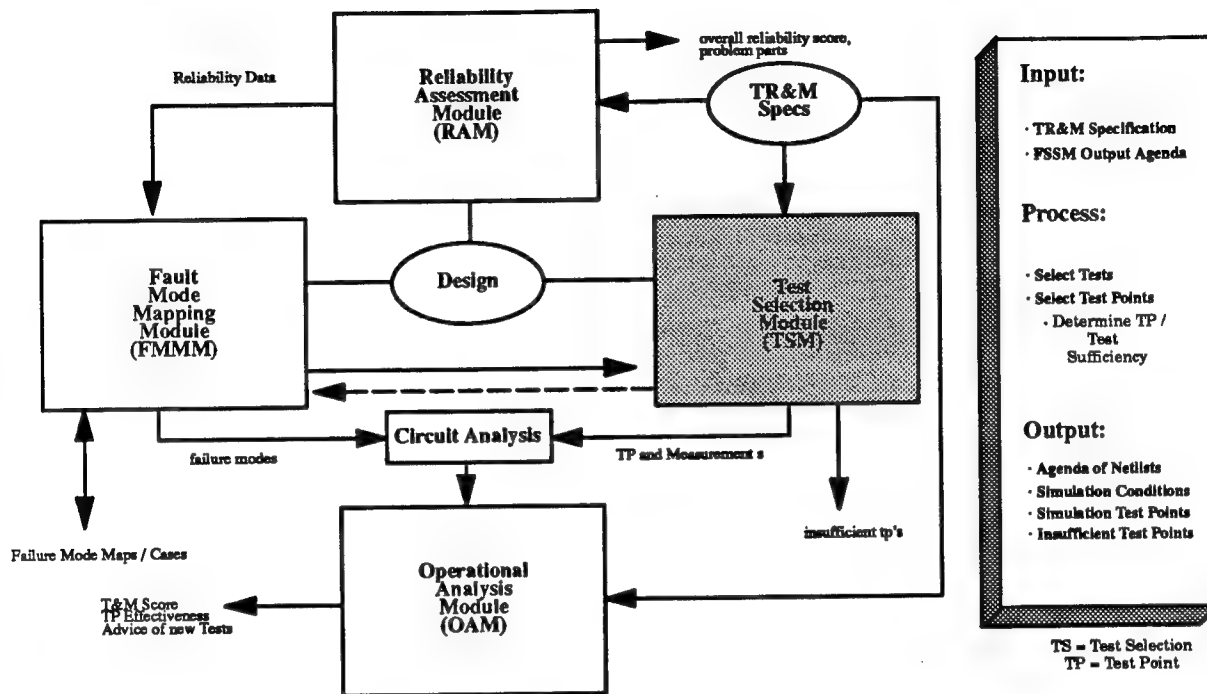 overall reliability score,
problem parts
Reliability Data
Reliability
Assessment
Module
(RAM)
TR&M
Specs
Fault
Mode
Mapping
Module
(FMMM)
Design
Test
Selection
Module
(TSM)
Circuit Analysis
failure modes
TP and Measurement s
insufficient tp's
Failure Mode Maps / Cases
Operational
Analysis
Module
(OAM)
T&M Score
TP Effectiveness
Advice of new Tests
Input:
· TR&M Specification
· FSSM Output Agenda
Process:
· Select Tests
· Select Test Points
· Determine TP /
Test
Sufficiency
Output:
· Agenda of Netlists
· Simulation Conditions
· Simulation Test Points
· Insufficient Test Points
TS = Test Selection
TP = Test Point